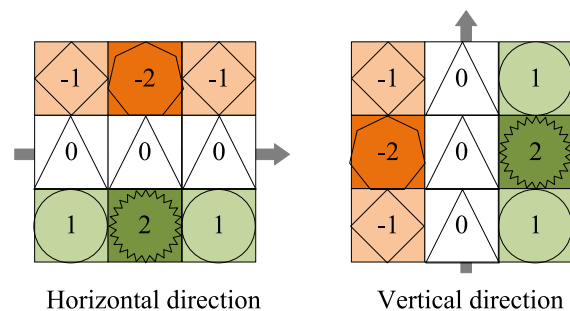 -1 -2 -1 -1 0 1
0 0 0 -2 0 2
1 2 1 -1 0 1
Horizontal direction Vertical direction